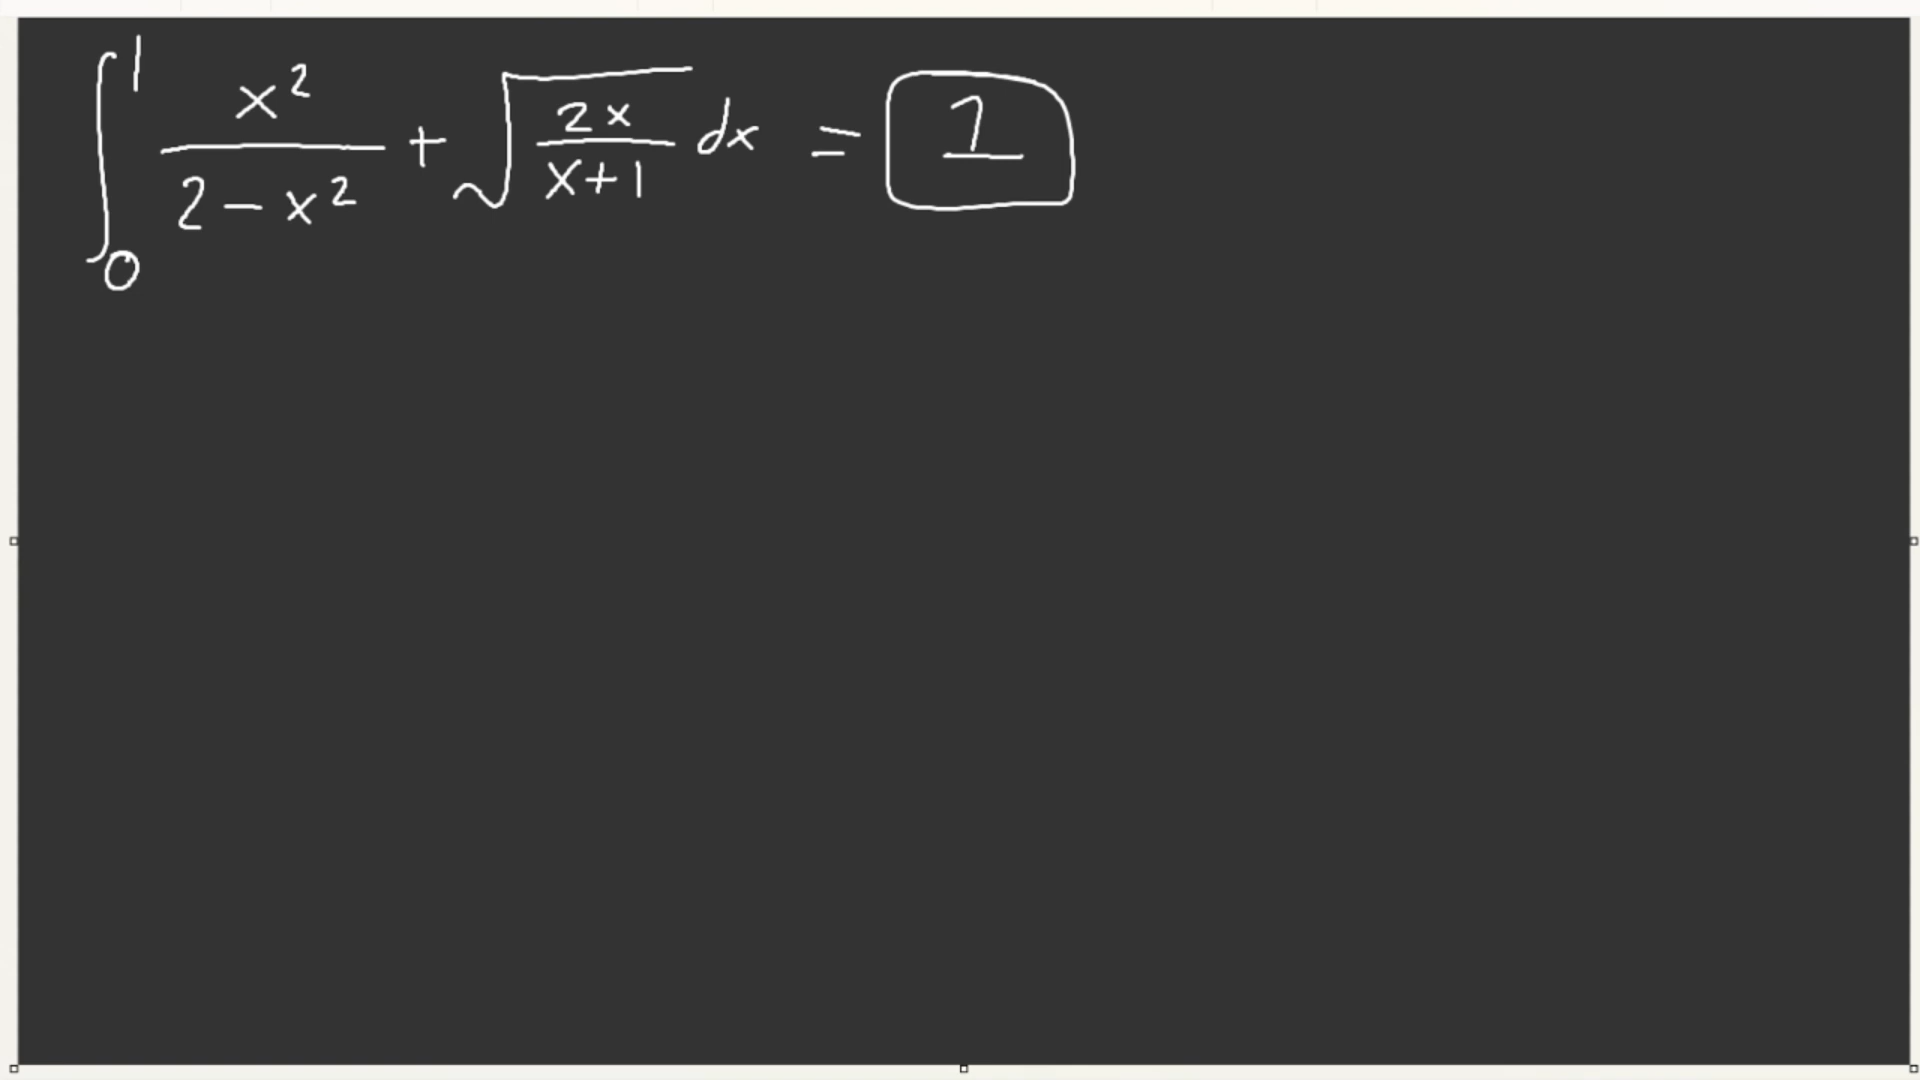 ∫₀¹ x²/(2-x²) + √(2x/(x+1)) dx = 1